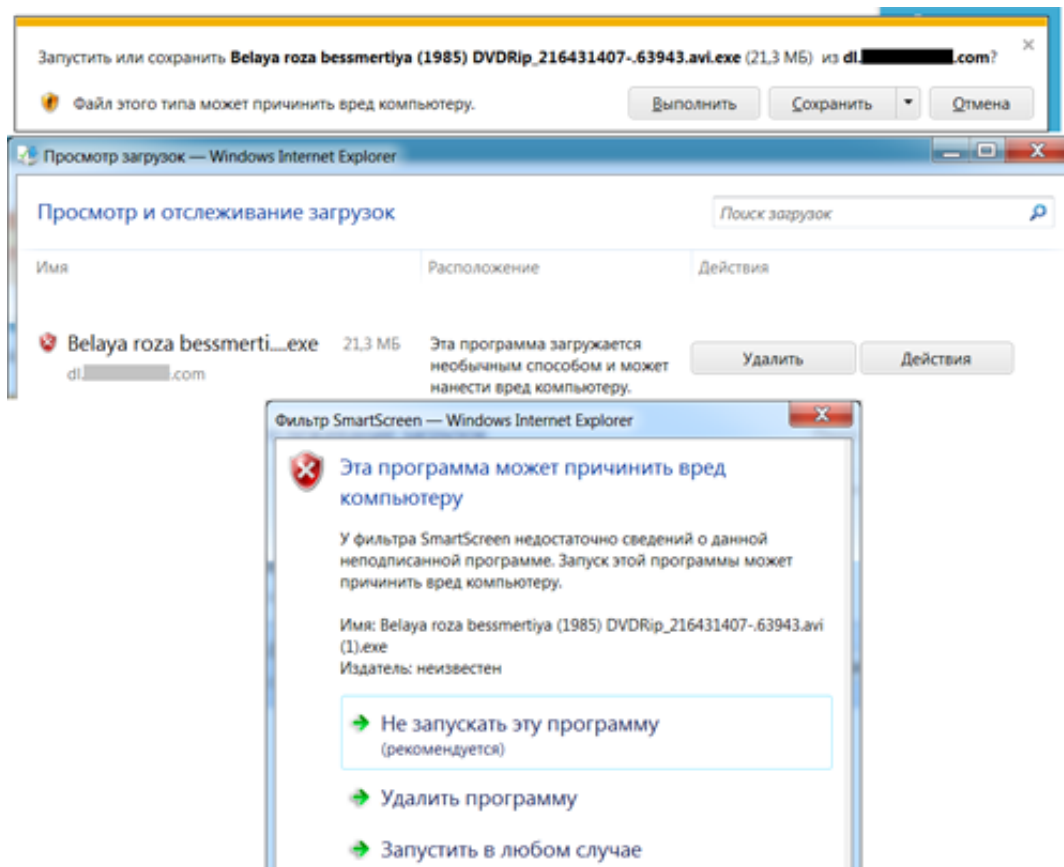 Запустить или сохранить Belaya roza bessmertiya (1985) DVDRip_216431407-.63943.avi.exe (21,3 МБ) из dl. .com?
Файл этого типа может причинить вред компьютеру.
Выполнить
Сохранить
Отмена
Просмотр загрузок — Windows Internet Explorer
Просмотр и отслеживание загрузок
Поиск загрузок
Имя
Расположение
Действия
Belaya roza bessmerti....exe
21,3 МБ
dl. .com
Эта программа загружается
необычным способом и может
нанести вред компьютеру.
Удалить
Действия
Фильтр SmartScreen — Windows Internet Explorer
Эта программа может причинить вред
компьютеру
У фильтра SmartScreen недостаточно сведений о данной
неподписанной программе. Запуск этой программы может
причинить вред компьютеру.
Имя: Belaya roza bessmertiya (1985) DVDRip_216431407-.63943.avi
(1).exe
Издатель: неизвестен
Не запускать эту программу
(рекомендуется)
Удалить программу
Запустить в любом случае